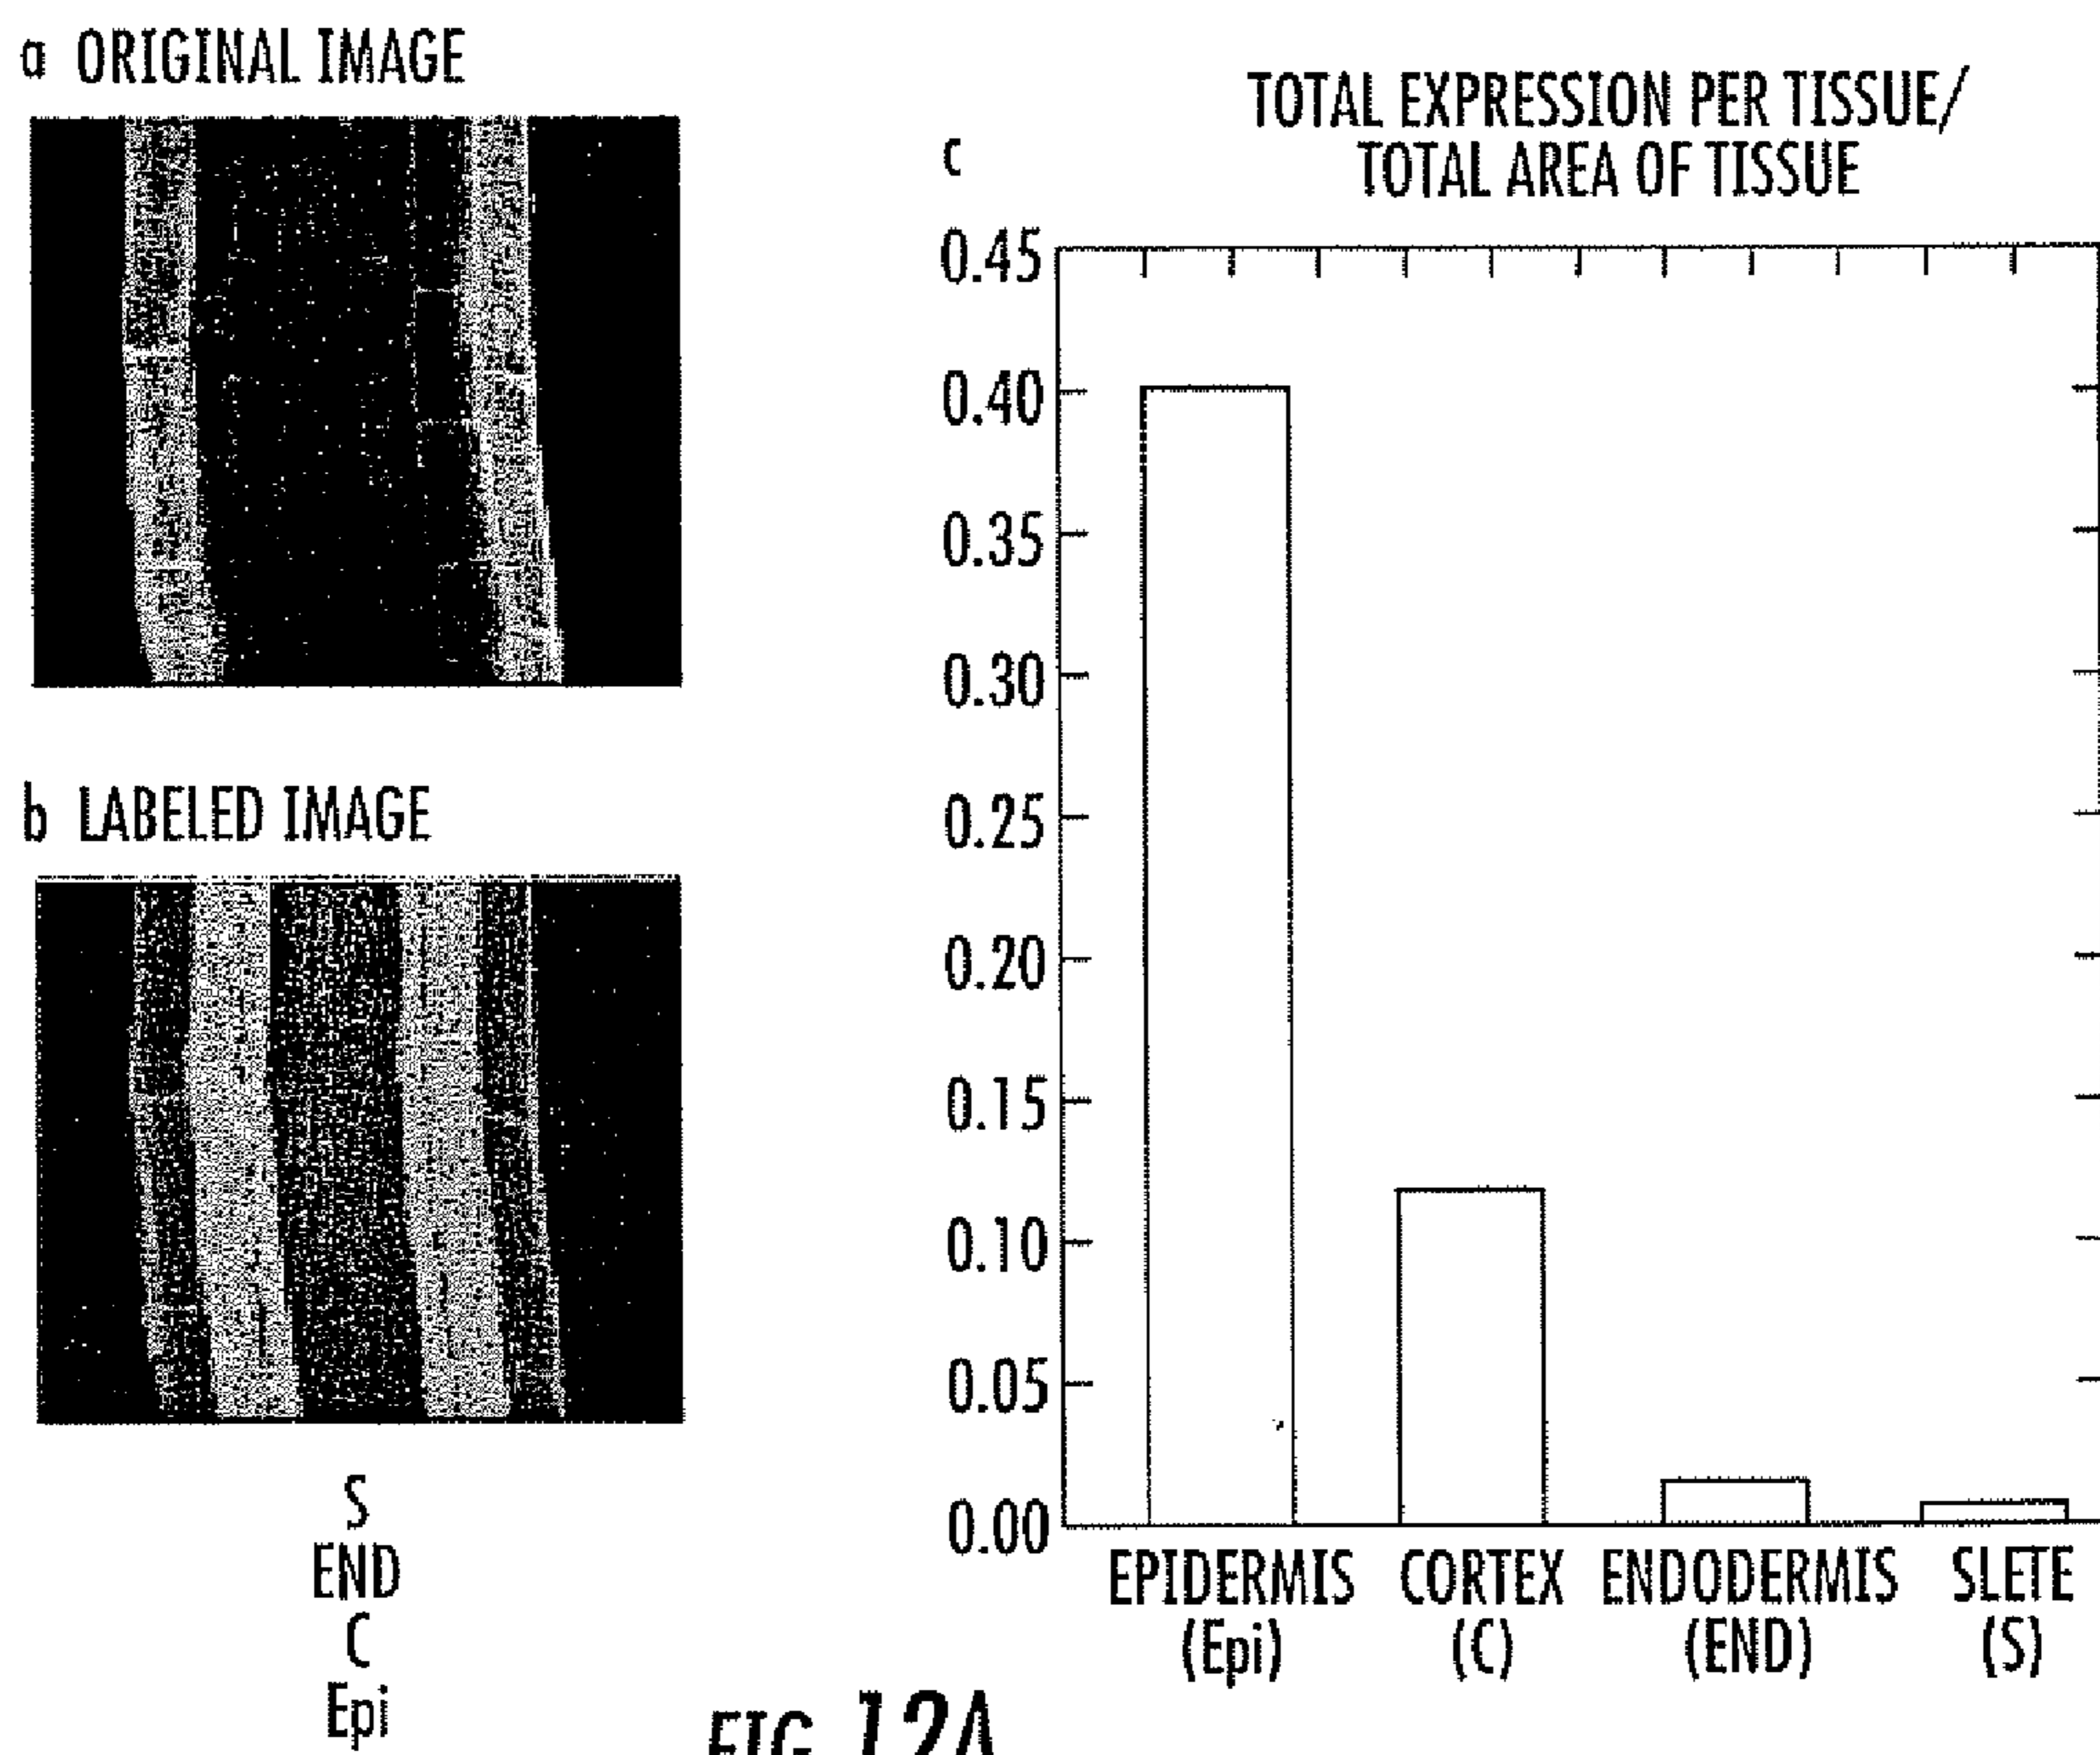 a ORIGINAL IMAGE
b LABELED IMAGE
S
END
C
Epi
c
TOTAL EXPRESSION PER TISSUE/
TOTAL AREA OF TISSUE
0.45
0.40
0.35
0.30
0.25
0.20
0.15
0.10
0.05
0.00
EPIDERMIS CORTEX ENDODERMIS SLETE
(Epi) (C) (END) (S)
FIG. 12A